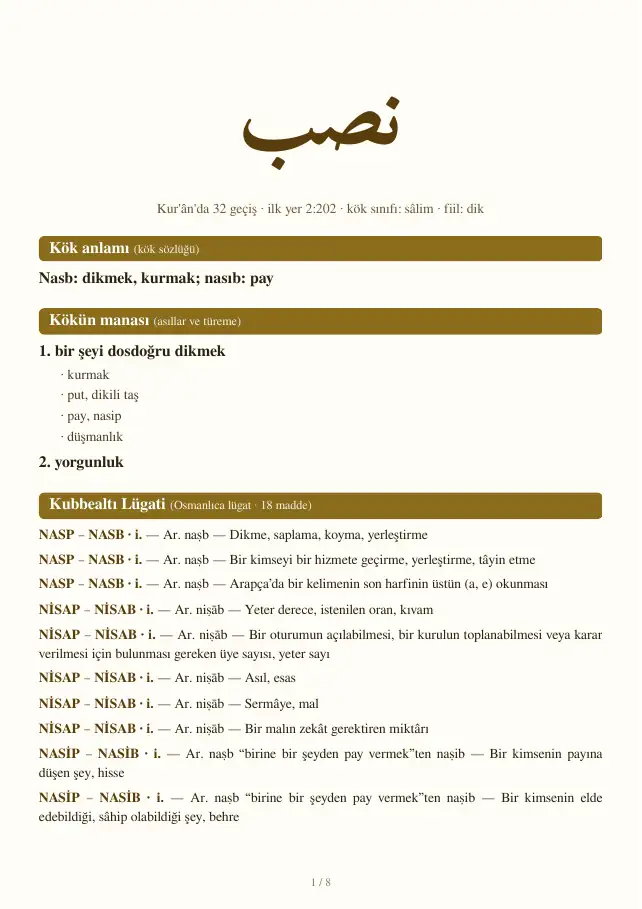 نصب
Kur'ân'da 32 geçiş · ilk yer 2:202 · kök sınıfı: sâlim · fiil: dik
Kök anlamı (kök sözlüğü)
Nasb: dikmek, kurmak; nasıb: pay
Kökün manası (asıllar ve türeme)
1. bir şeyi dosdoğru dikmek
· kurmak
· put, dikili taş
· pay, nasip
· düşmanlık
2. yorgunluk
Kubbealtı Lügati (Osmanlıca lügat · 18 madde)
NASP – NASB · i. — Ar. naṣb — Dikme, saplama, koyma, yerleştirme
NASP – NASB · i. — Ar. naṣb — Bir kimseyi bir hizmete geçirme, yerleştirme, tâyin etme
NASP – NASB · i. — Ar. naṣb — Arapça'da bir kelimenin son harfinin üstün (a, e) okunması
NİSAP – NİSAB · i. — Ar. niṣāb — Yeter derece, istenilen oran, kıvam
NİSAP – NİSAB · i. — Ar. niṣāb — Bir oturumun açılabilmesi, bir kurulun toplanabilmesi veya karar
verilmesi için bulunması gereken üye sayısı, yeter sayı
NİSAP – NİSAB · i. — Ar. niṣāb — Asıl, esas
NİSAP – NİSAB · i. — Ar. niṣāb — Sermâye, mal
NİSAP – NİSAB · i. — Ar. niṣāb — Bir malın zekât gerektiren miktârı
NASİP – NASİB · i. — Ar. naṣb “birine bir şeyden pay vermek”ten naṣib — Bir kimsenin payına
düşen şey, hisse
NASİP – NASİB · i. — Ar. naṣb “birine bir şeyden pay vermek”ten naṣib — Bir kimsenin elde
edebildiği, sâhip olabildiği şey, behre
1 / 8